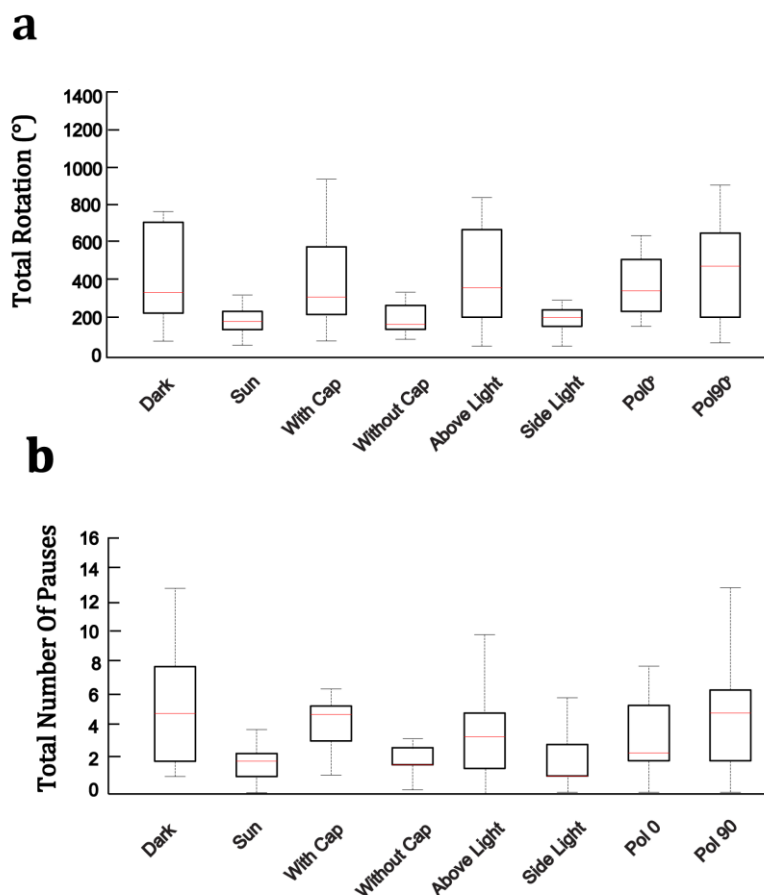 a
Total Rotation (°)
1400
1200
1000
800
600
400
200
0
Dark
Sun
With Cap
Without Cap
Above Light
Side Light
Pol0°
Pol90°
b
Total Number Of Pauses
16
14
12
10
8
6
4
2
0
Dark
Sun
With Cap
Without Cap
Above Light
Side Light
Pol 0
Pol 90